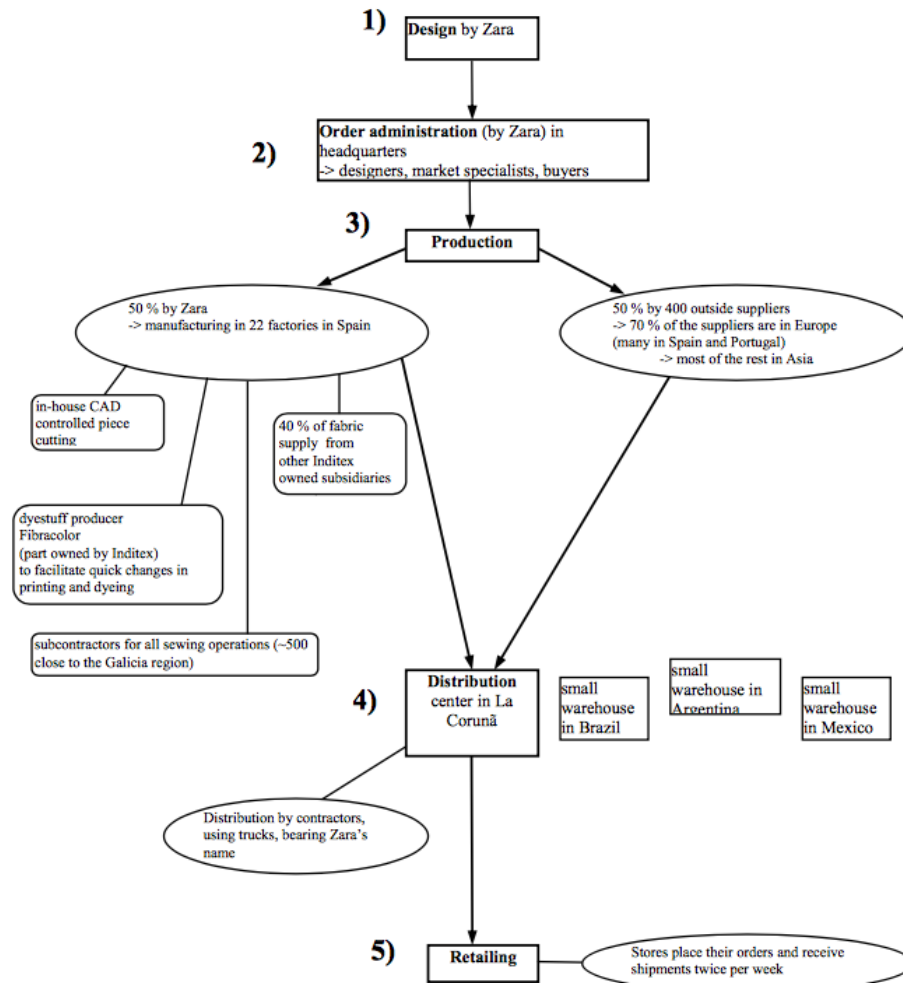 1)
Design by Zara
2)
Order administration (by Zara) in
headquarters
-> designers, market specialists, buyers
3)
Production
50 % by Zara
-> manufacturing in 22 factories in Spain
50 % by 400 outside suppliers
-> 70 % of the suppliers are in Europe
(many in Spain and Portugal)
-> most of the rest in Asia
in-house CAD
controlled piece
cutting
40 % of fabric
supply from
other Inditex
owned subsidiaries
dyestuff producer
Fibracolor
(part owned by Inditex)
to facilitate quick changes in
printing and dyeing
subcontractors for all sewing operations (~500
close to the Galicia region)
4)
Distribution
center in La
Corunã
small
warehouse
in Brazil
small
warehouse in
Argentina
small
warehouse
in Mexico
Distribution by contractors,
using trucks, bearing Zara's
name
5)
Retailing
Stores place their orders and receive
shipments twice per week